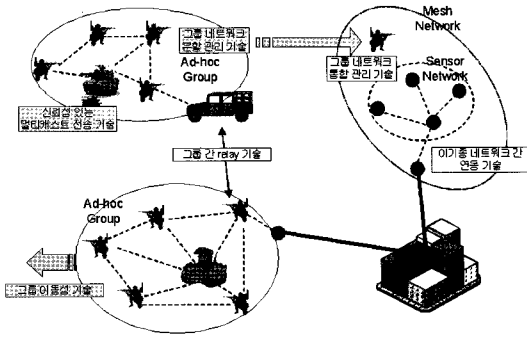 그룹 네트워크
분할 관리 기술
Ad-hoc
Group
신뢰성 있는
멀티캐스트 전송 기술
Mesh
Network
그룹 네트워크
통합 관리 기술
Sensor
Network
그룹 간 relay 기술
이기종 네트워크 간
연동 기술
Ad-hoc
Group
그룹 이동성 기술